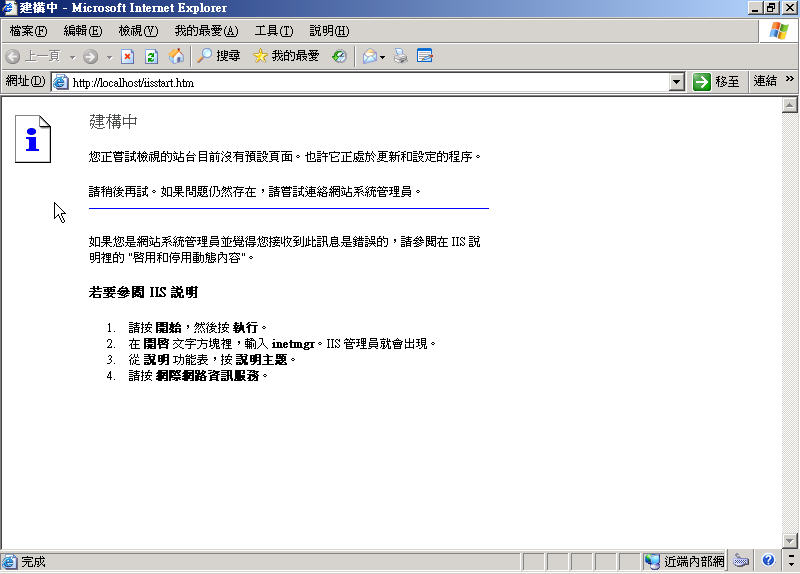 建構中 - Microsoft Internet Explorer
檔案(F) 編輯(E) 檢視(V) 我的最愛(A) 工具(T) 說明(H)
上一頁 搜尋 我的最愛
網址(D) http://localhost/iisstart.htm 移至 連結 »
建構中
您正嘗試檢視的站台目前沒有預設頁面。也許它正處於更新和設定的程序。
請稍後再試。如果問題仍然存在，請嘗試連絡網站系統管理員。
如果您是網站系統管理員並覺得您接收到此訊息是錯誤的，請參閱在 IIS 說
明裡的 "啓用和停用動態內容"。
若要參閱 IIS 說明
1. 請按 開始，然後按 執行。
2. 在 開啓 文字方塊裡，輸入 inetmgr。IIS 管理員就會出現。
3. 從 說明 功能表，按 說明主題。
4. 請按 網際網路資訊服務。
完成 近端內部網